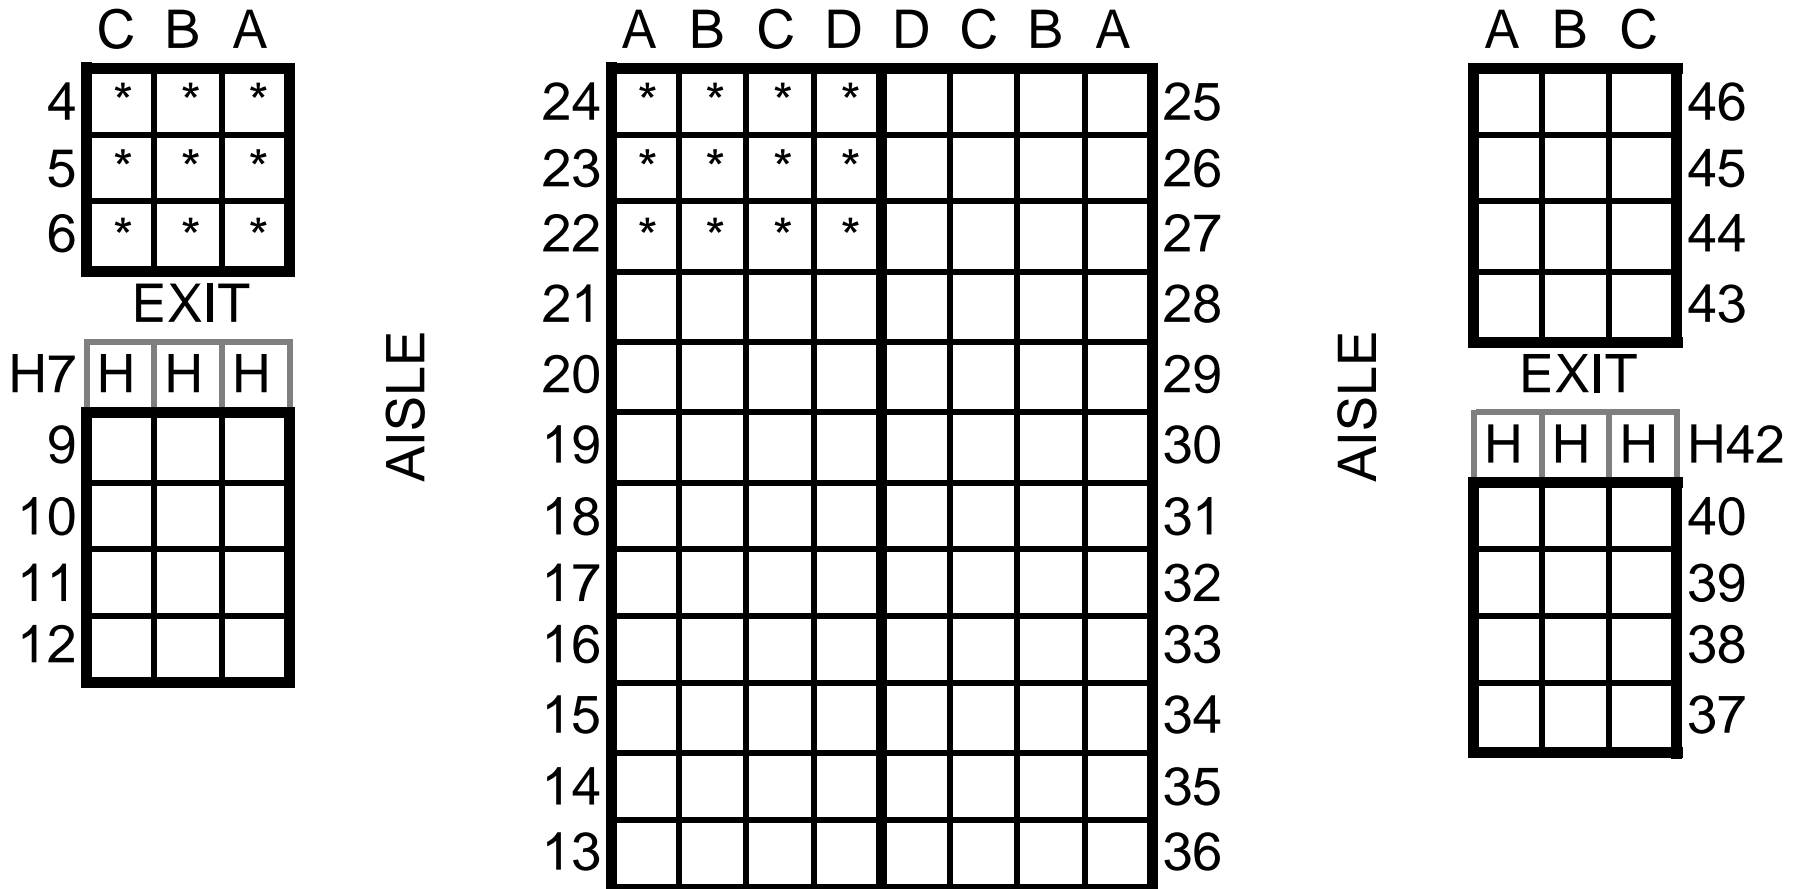 C B A A B C D D C B A A B C
4 * * * 24 * * * * 25 46
5 * * * 23 * * * * 26 45
6 * * * 22 * * * * 27 44
EXIT 21 28 43
H7 H H H 20 29 EXIT
AISLE AISLE
9 19 30 H H H H42
10 18 31 40
11 17 32 39
12 16 33 38
15 34 37
14 35
13 36